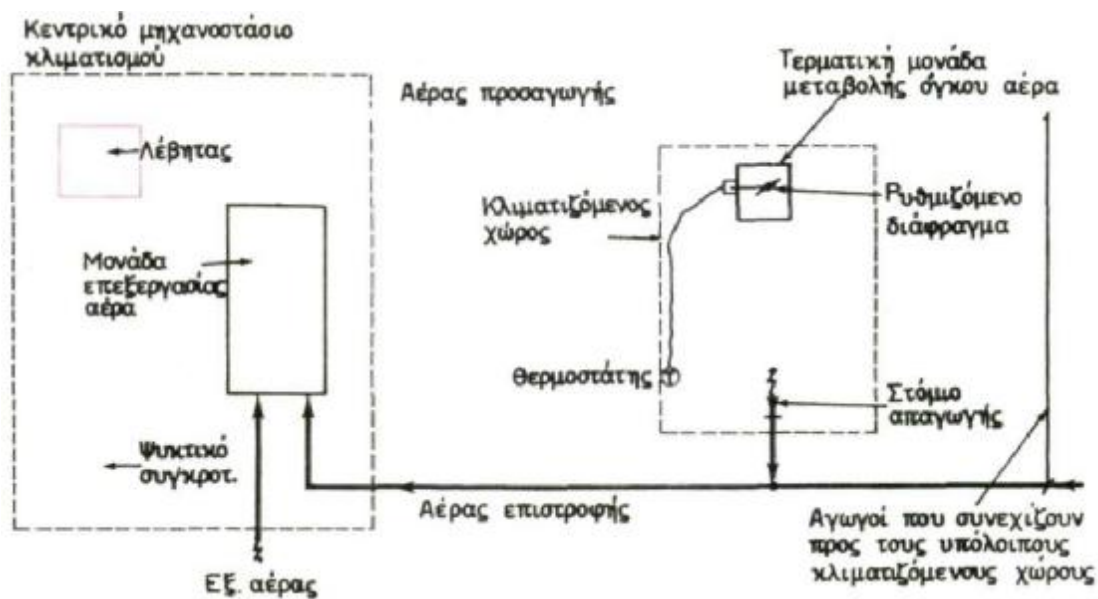 Κεντρικό μηχανοστάσιο
κλιματισμού
Αέρας προσαγωγής
Τερματική μονάδα
μεταβολής όγκου αέρα
Λέβητας
Κλιματιζόμενος
χώρος
Ρυθμιζόμενο
διάφραγμα
Μονάδα
επεξεργασίας
αέρα
θερμοστάτης
Στόμιο
απαγωγής
Ψυκτικό
συγκροτ.
Αέρας επιστροφής
Εξ. αέρας
Αγωγοί που συνεχίζουν
προς τους υπόλοιπους
κλιματιζόμενους χώρους